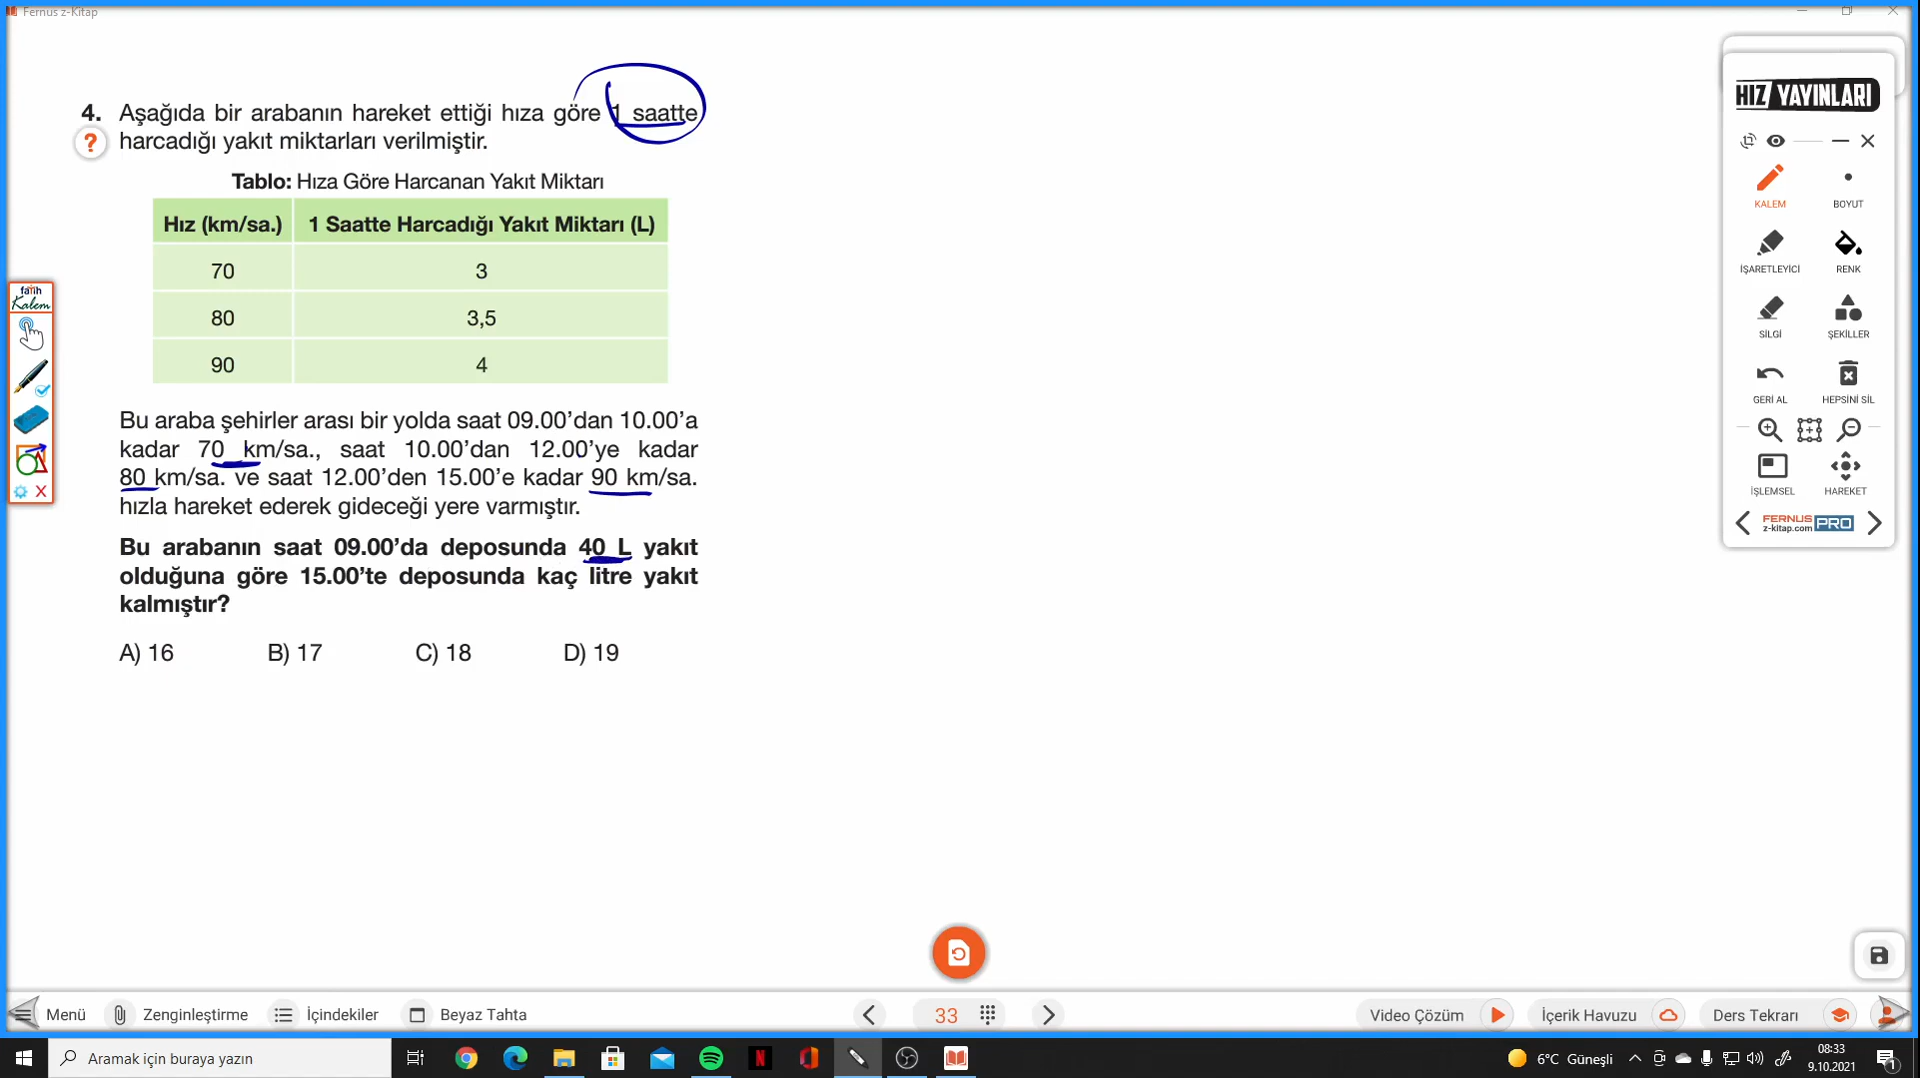 Fernus z-Kitap
4. Aşağıda bir arabanın hareket ettiği hıza göre 1 saatte
? harcadığı yakıt miktarları verilmiştir.
Tablo: Hıza Göre Harcanan Yakıt Miktarı
Hız (km/sa.) 1 Saatte Harcadığı Yakıt Miktarı (L)
70 3
80 3,5
90 4
Bu araba şehirler arası bir yolda saat 09.00’dan 10.00’a
kadar 70 km/sa., saat 10.00’dan 12.00’ye kadar
80 km/sa. ve saat 12.00’den 15.00’e kadar 90 km/sa.
hızla hareket ederek gideceği yere varmıştır.
Bu arabanın saat 09.00’da deposunda 40 L yakıt
olduğuna göre 15.00’te deposunda kaç litre yakıt
kalmıştır?
A) 16 B) 17 C) 18 D) 19
fatih
Kalem
HIZ YAYINLARI
KALEM BOYUT
İŞARETLEYİCİ RENK
SİLGİ ŞEKİLLER
GERİ AL HEPSİNİ SİL
İŞLEMSEL HAREKET
FERNUS PRO
z-kitap.com
Menü Zenginleştirme İçindekiler Beyaz Tahta 33 Video Çözüm İçerik Havuzu Ders Tekrarı
Aramak için buraya yazın 6°C Güneşli 08:33
9.10.2021 1